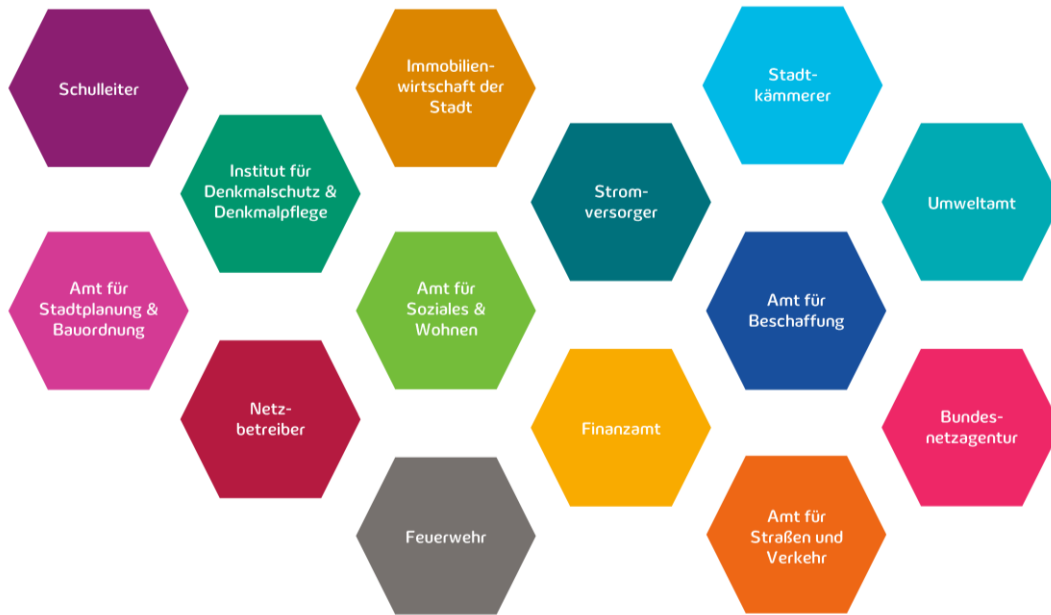 Schulleiter
Immobilien-
wirtschaft der
Stadt
Stadt-
kämmerer
Institut für
Denkmalschutz &
Denkmalpflege
Strom-
versorger
Umweltamt
Amt für
Stadtplanung &
Bauordnung
Amt für
Soziales &
Wohnen
Amt für
Beschaffung
Netz-
betreiber
Finanzamt
Bundes-
netzagentur
Feuerwehr
Amt für
Straßen und
Verkehr